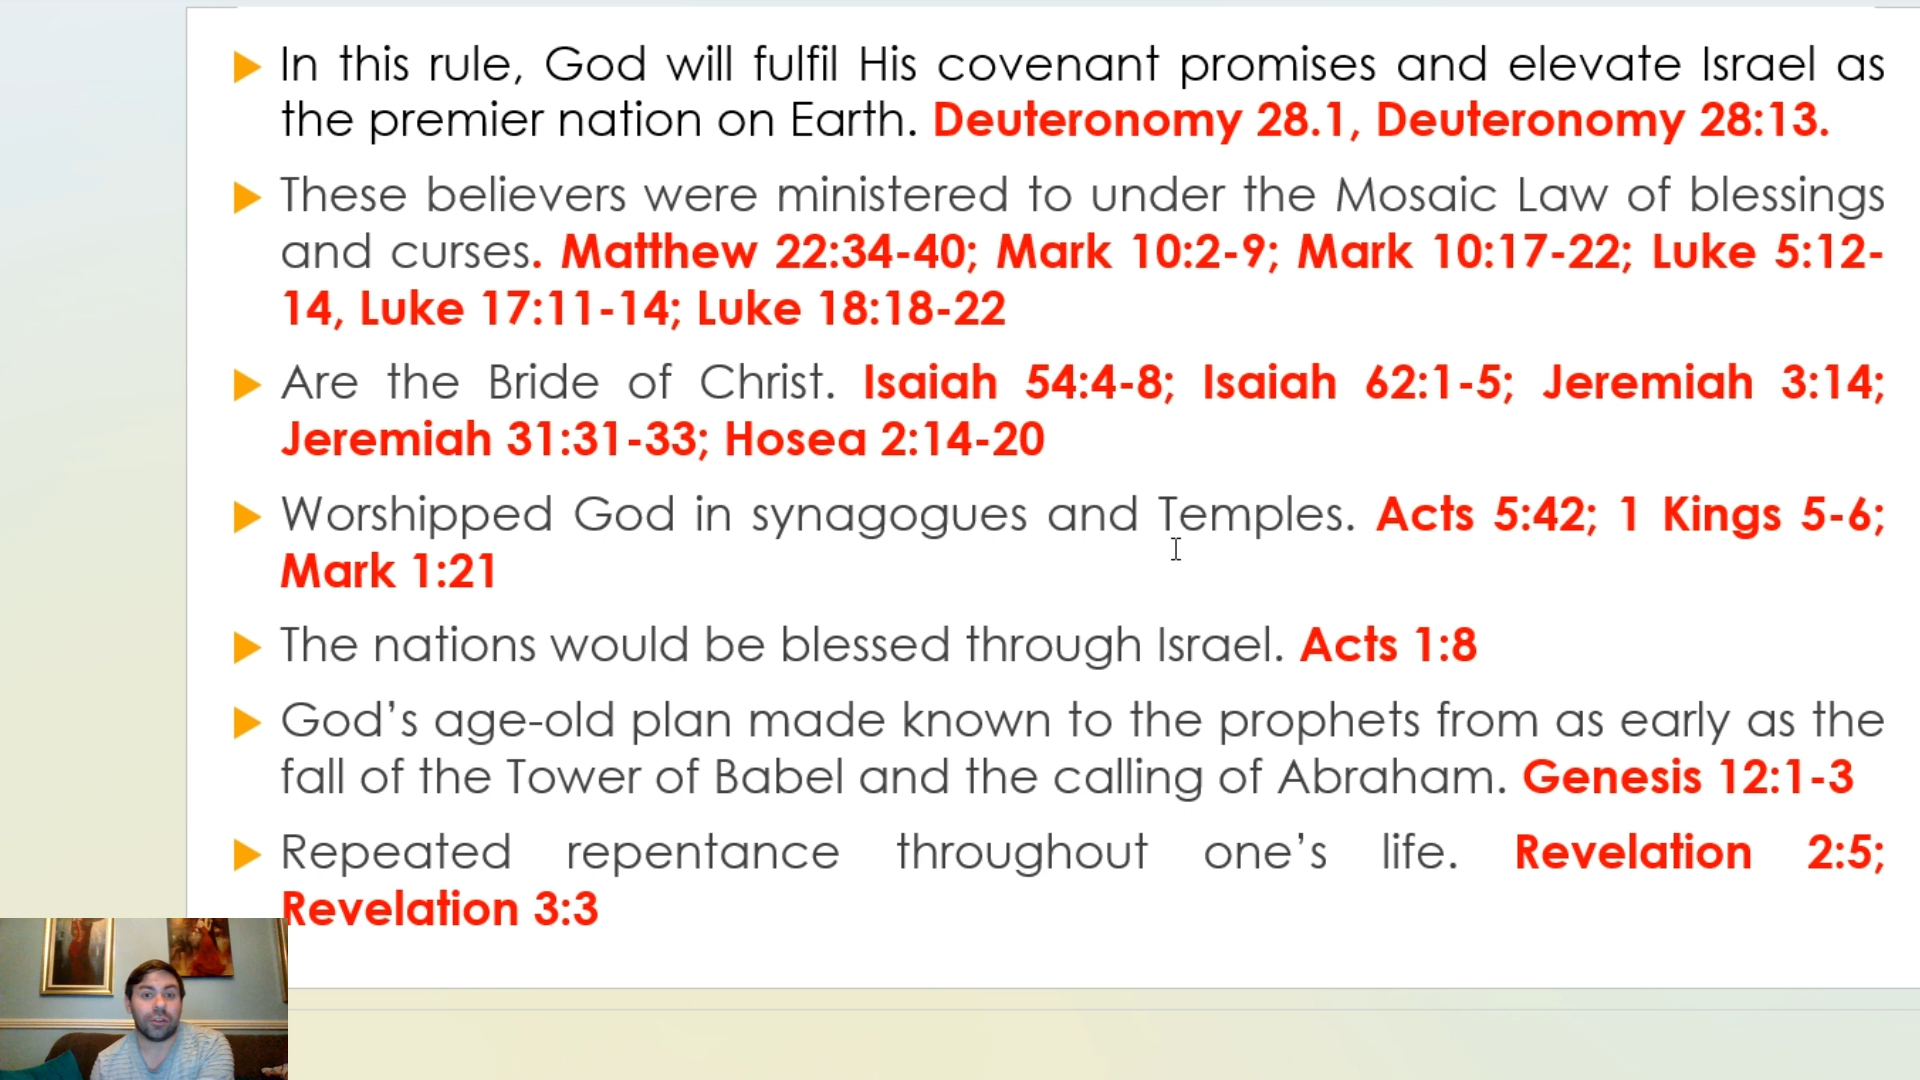 In this rule, God will fulfil His covenant promises and elevate Israel as
the premier nation on Earth. Deuteronomy 28.1, Deuteronomy 28:13.
These believers were ministered to under the Mosaic Law of blessings
and curses. Matthew 22:34-40; Mark 10:2-9; Mark 10:17-22; Luke 5:12-
14, Luke 17:11-14; Luke 18:18-22
Are the Bride of Christ. Isaiah 54:4-8; Isaiah 62:1-5; Jeremiah 3:14;
Jeremiah 31:31-33; Hosea 2:14-20
Worshipped God in synagogues and Temples. Acts 5:42; 1 Kings 5-6;
Mark 1:21
The nations would be blessed through Israel. Acts 1:8
God’s age-old plan made known to the prophets from as early as the
fall of the Tower of Babel and the calling of Abraham. Genesis 12:1-3
Repeated repentance throughout one’s life. Revelation 2:5;
Revelation 3:3